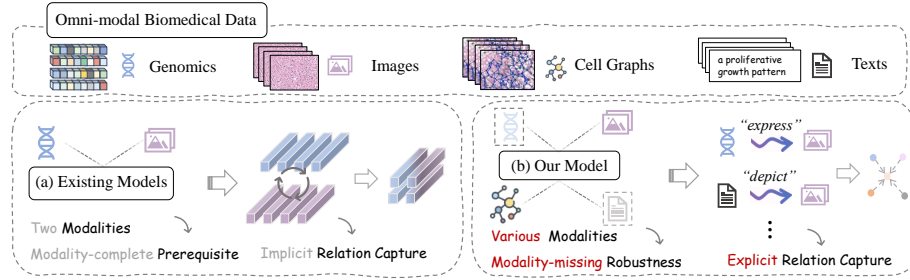 Omni-modal Biomedical Data
Genomics
Images
Cell Graphs
a proliferative
growth pattern
Texts
(a) Existing Models
Two Modalities
Modality-complete Prerequisite
Implicit Relation Capture
(b) Our Model
Various Modalities
Modality-missing Robustness
"express"
"depict"
Explicit Relation Capture